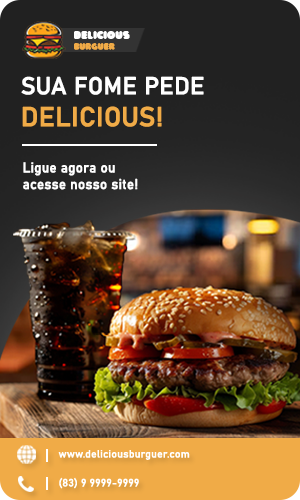 DELICIOUS
BURGUER
SUA FOME PEDE
DELICIOUS!
Ligue agora ou
acesse nosso site!
www.deliciousburguer.com
(83) 9 9999-9999